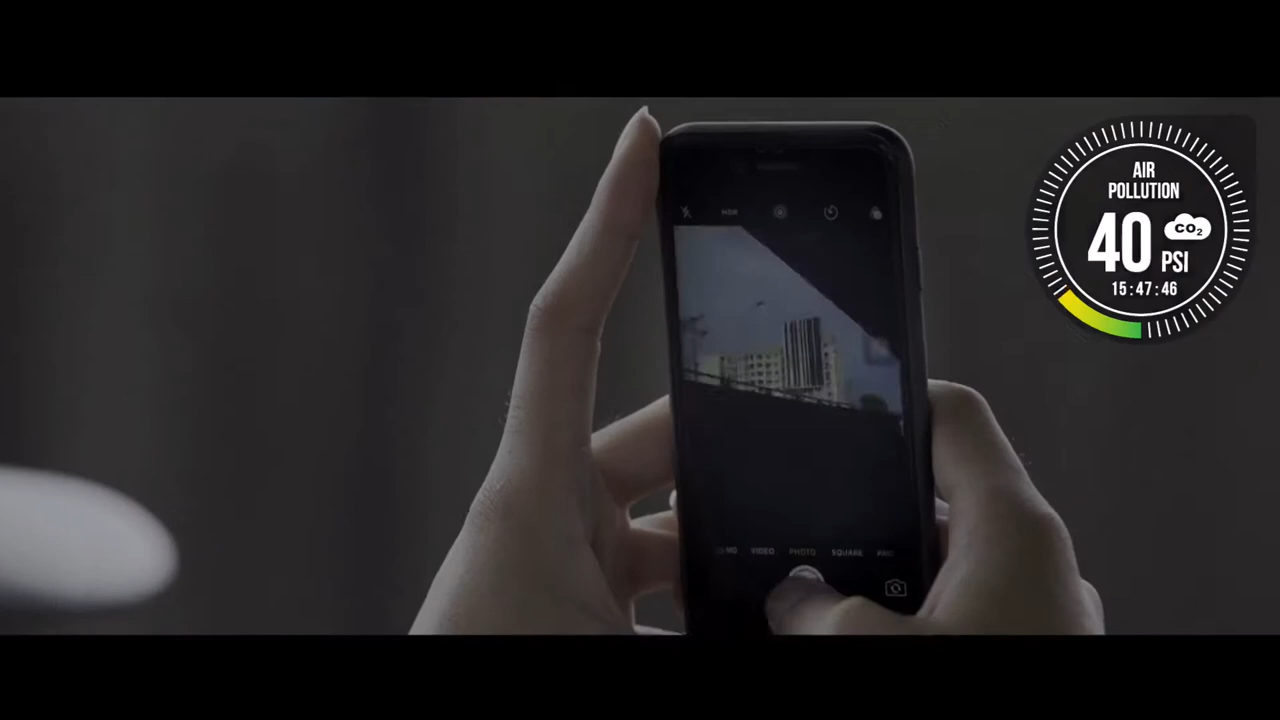 AIR
POLLUTION
40 CO₂
PSI
15:47:46
HDR
VIDEO PHOTO SQUARE